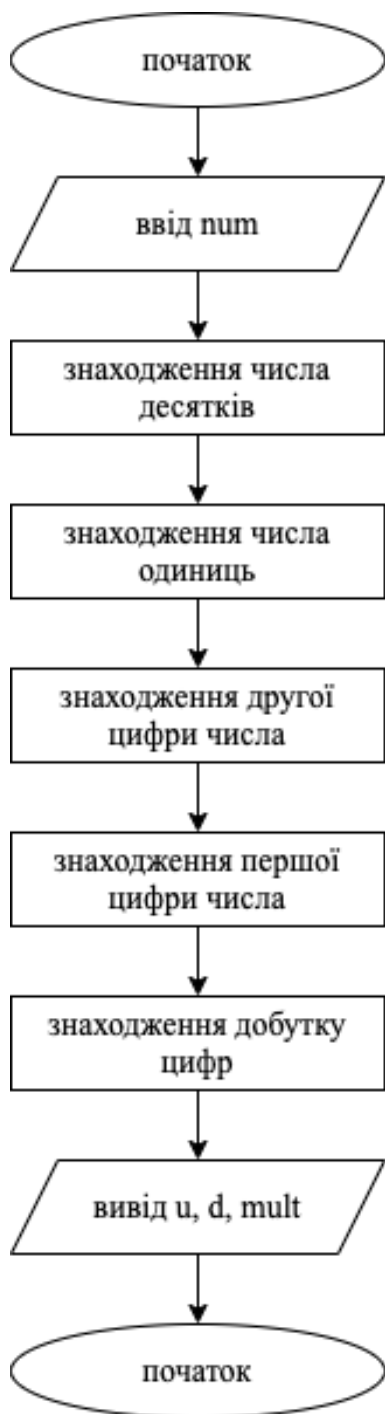 початок
ввід num
знаходження числа
десятків
знаходження числа
одиниць
знаходження другої
цифри числа
знаходження першої
цифри числа
знаходження добутку
цифр
вивід u, d, mult
початок